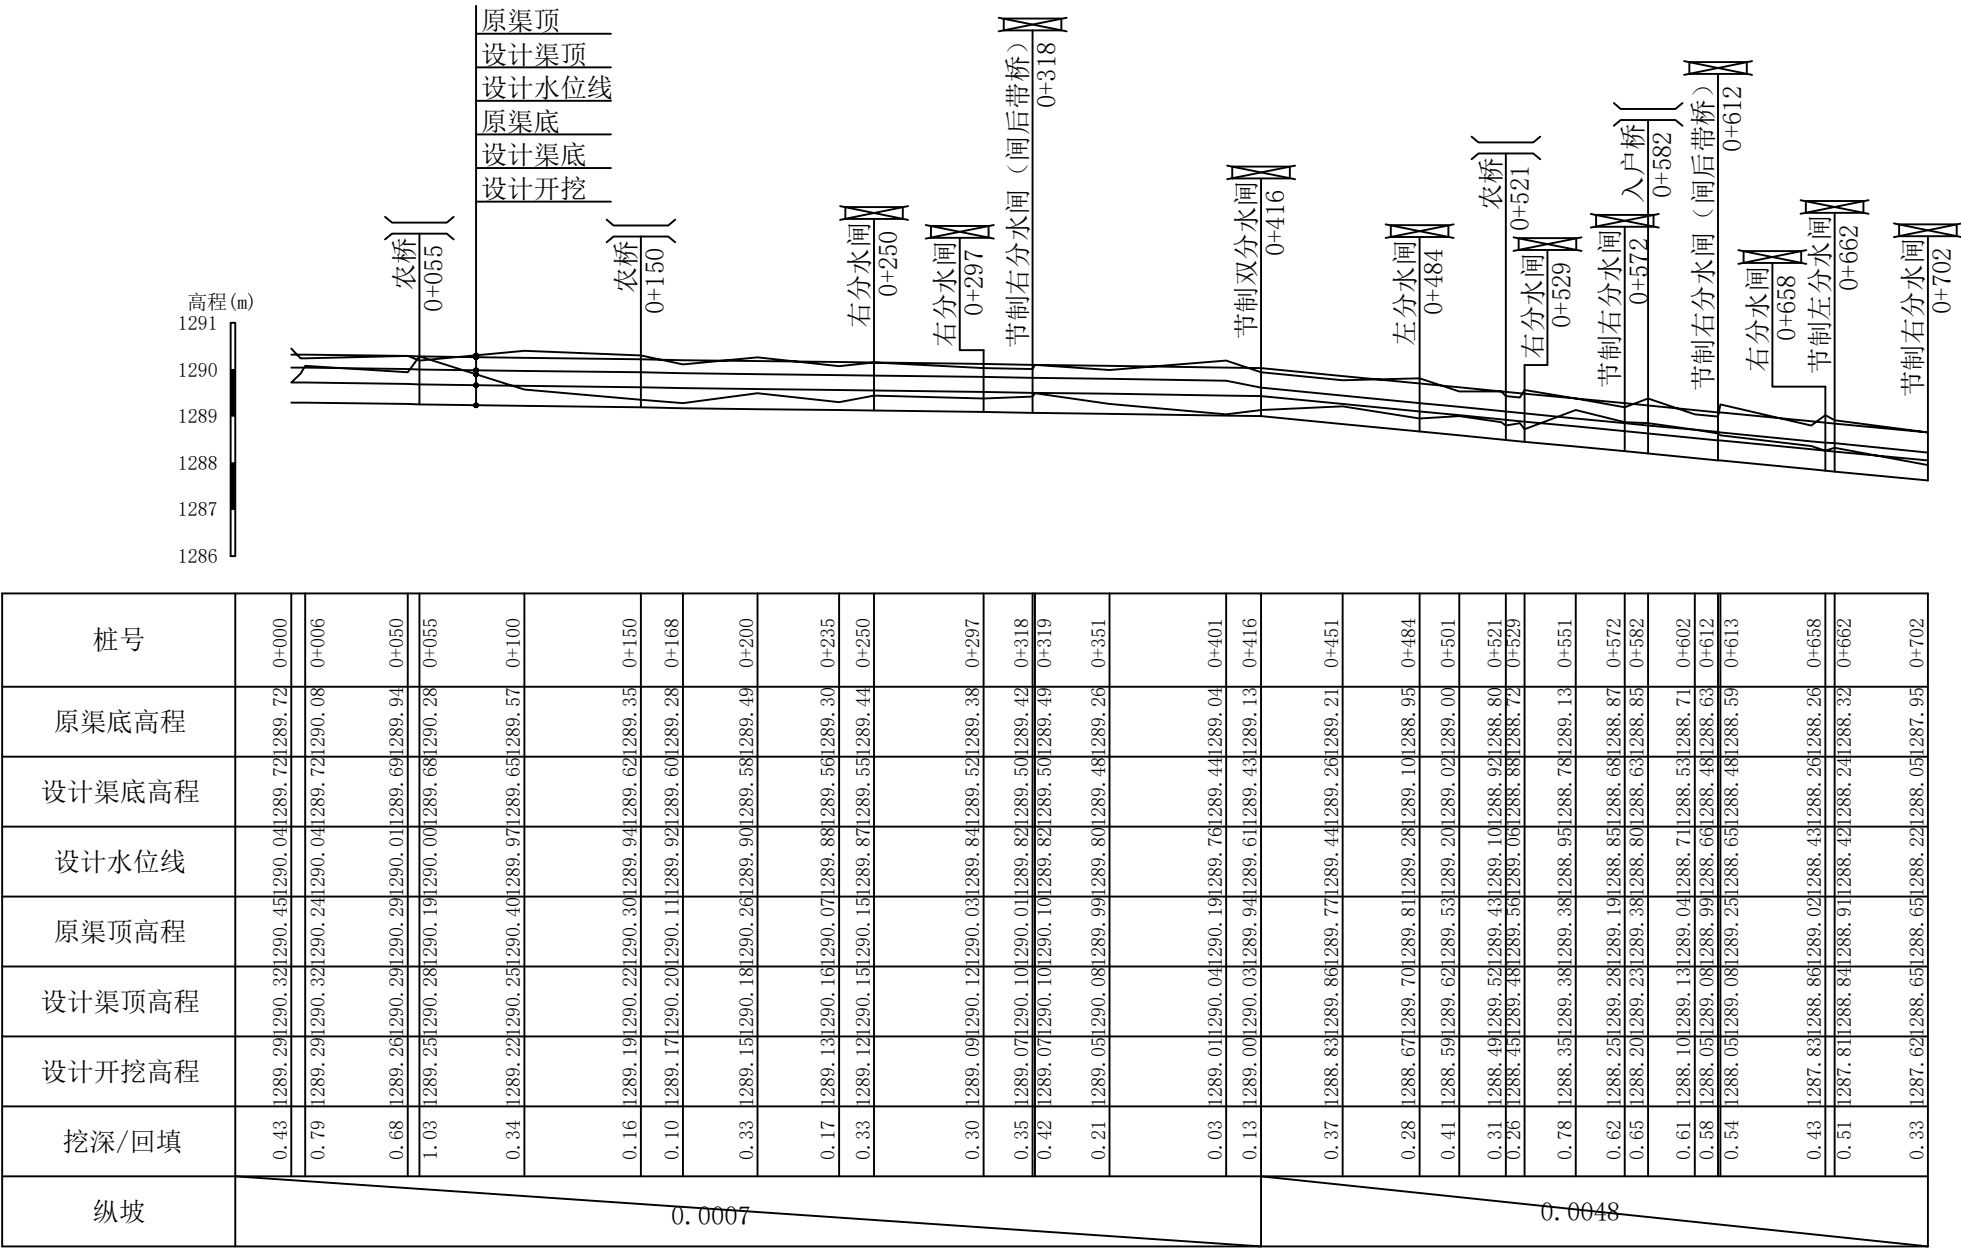 原渠顶
设计渠顶
设计水位线
原渠底
设计渠底
设计开挖
农桥
0+055
农桥
0+150
右分水闸
0+250
右分水闸
0+297
节制右分水闸（闸后带桥）
0+318
节制双分水闸
0+416
左分水闸
0+484
农桥
0+521
右分水闸
0+529
节制右分水闸
0+572
入户桥
0+582
节制右分水闸（闸后带桥）
0+612
右分水闸
0+658
节制左分水闸
0+662
节制右分水闸
0+702
高程(m)
1291
1290
1289
1288
1287
1286
桩号 0+000 0+006 0+050 0+055 0+100 0+150 0+168 0+200 0+235 0+250 0+297 0+318 0+319 0+351 0+401 0+416 0+451 0+484 0+501 0+521 0+529 0+551 0+572 0+582 0+602 0+612 0+613 0+658 0+662 0+702
原渠底高程 1289.72 1290.08 1289.94 1290.28 1289.57 1289.35 1289.28 1289.49 1289.30 1289.44 1289.38 1289.42 1289.49 1289.26 1289.04 1289.13 1289.21 1288.95 1289.00 1288.80 1288.72 1289.13 1288.87 1288.85 1288.71 1288.63 1288.59 1288.26 1288.32 1287.95
设计渠底高程 1289.72 1289.72 1289.69 1289.68 1289.65 1289.62 1289.60 1289.58 1289.56 1289.55 1289.52 1289.50 1289.50 1289.48 1289.44 1289.43 1289.26 1289.10 1289.02 1288.92 1288.88 1288.78 1288.68 1288.63 1288.53 1288.48 1288.48 1288.26 1288.24 1288.05
设计水位线 1290.04 1290.04 1290.01 1290.00 1289.97 1289.94 1289.92 1289.90 1289.88 1289.87 1289.84 1289.82 1289.82 1289.80 1289.76 1289.61 1289.44 1289.28 1289.20 1289.10 1289.06 1288.95 1288.85 1288.80 1288.71 1288.66 1288.65 1288.43 1288.42 1288.22
原渠顶高程 1290.45 1290.24 1290.29 1290.19 1290.40 1290.30 1290.11 1290.26 1290.07 1290.15 1290.03 1290.01 1290.10 1289.99 1290.19 1289.94 1289.77 1289.81 1289.53 1289.43 1289.56 1289.38 1289.19 1289.38 1289.04 1288.99 1289.25 1289.02 1288.91 1288.65
设计渠顶高程 1290.32 1290.32 1290.29 1290.28 1290.25 1290.22 1290.20 1290.18 1290.16 1290.15 1290.12 1290.10 1290.10 1290.08 1290.04 1290.03 1289.86 1289.70 1289.62 1289.52 1289.48 1289.38 1289.28 1289.23 1289.13 1289.08 1289.08 1288.86 1288.84 1288.65
设计开挖高程 1289.29 1289.29 1289.26 1289.25 1289.22 1289.19 1289.17 1289.15 1289.13 1289.12 1289.09 1289.07 1289.07 1289.05 1289.01 1289.00 1288.83 1288.67 1288.59 1288.49 1288.45 1288.35 1288.25 1288.20 1288.10 1288.05 1288.05 1287.83 1287.81 1287.62
挖深/回填 0.43 0.79 0.68 1.03 0.34 0.16 0.10 0.33 0.17 0.33 0.30 0.35 0.42 0.21 0.03 0.13 0.37 0.28 0.41 0.31 0.26 0.78 0.62 0.65 0.61 0.58 0.54 0.43 0.51 0.33
纵坡 0.0007 0.0048